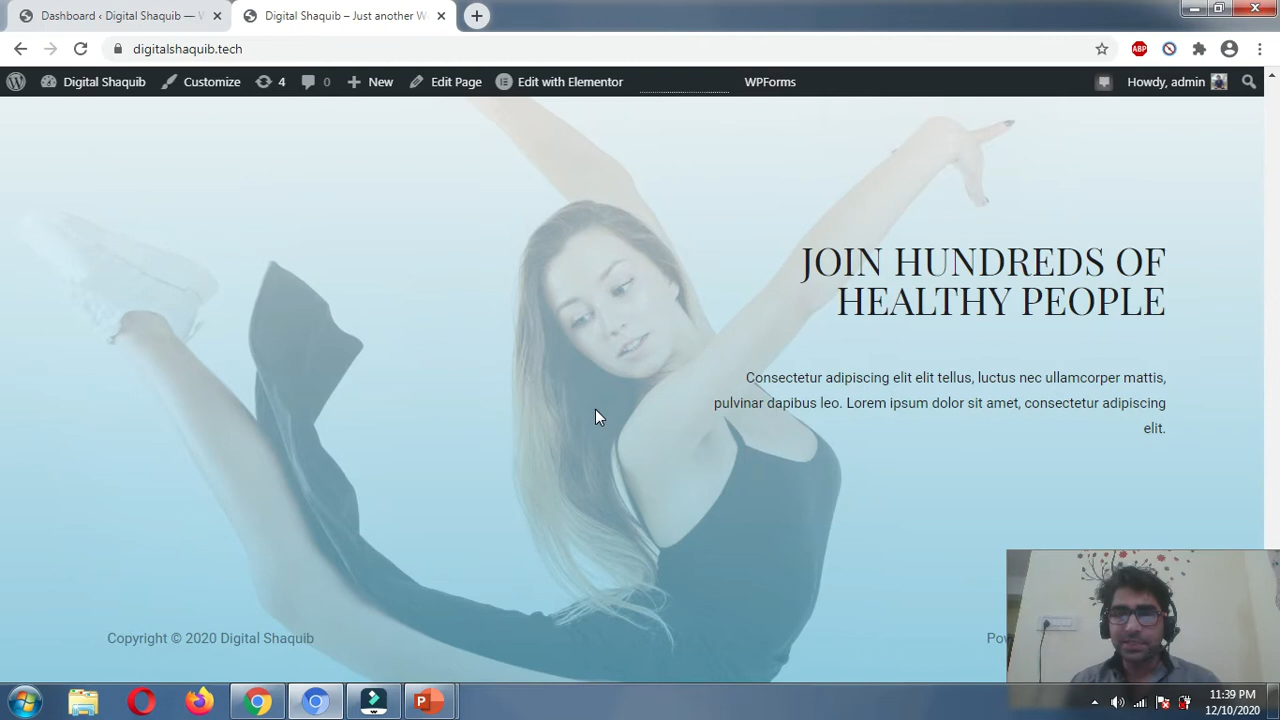 Dashboard ‹ Digital Shaquib — W
Digital Shaquib – Just another W
digitalshaquib.tech
ABP
Digital Shaquib
Customize
4
0
New
Edit Page
Edit with Elementor
WPForms
Howdy, admin
JOIN HUNDREDS OF
HEALTHY PEOPLE
Consectetur adipiscing elit elit tellus, luctus nec ullamcorper mattis,
pulvinar dapibus leo. Lorem ipsum dolor sit amet, consectetur adipiscing
elit.
Copyright © 2020 Digital Shaquib
11:39 PM
12/10/2020